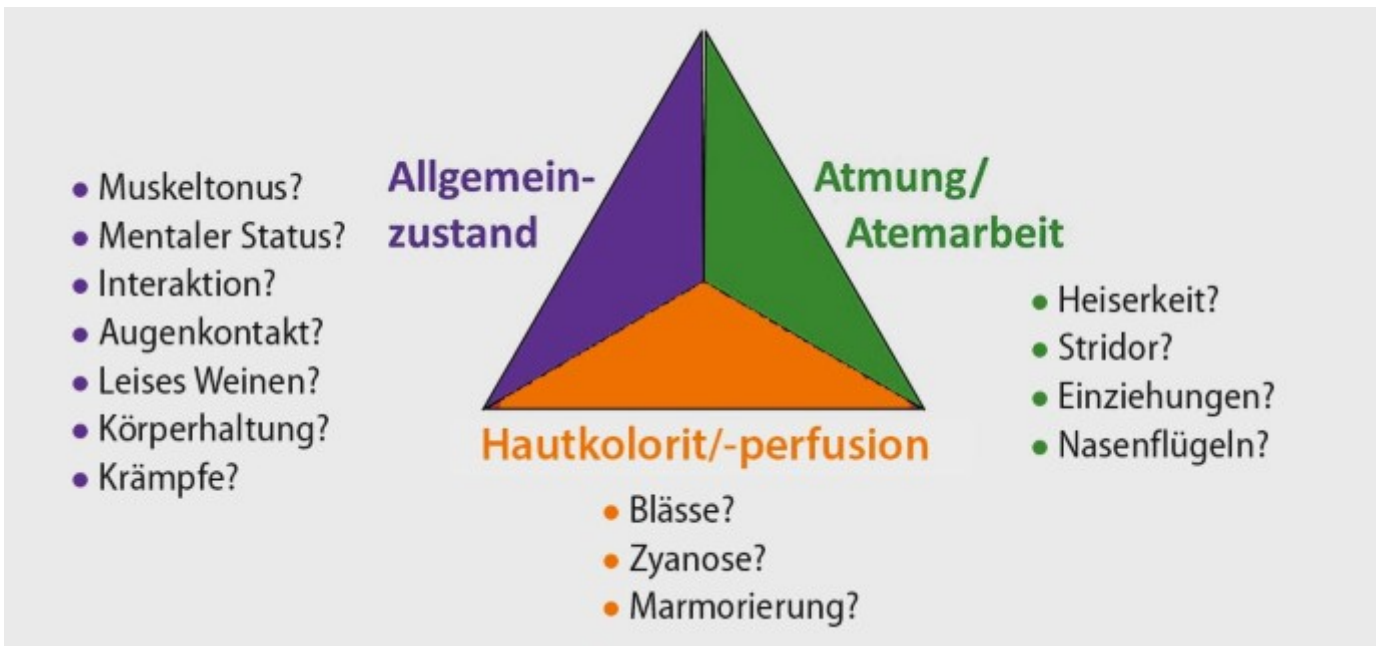 Allgemein-
zustand
• Muskeltonus?
• Mentaler Status?
• Interaktion?
• Augenkontakt?
• Leises Weinen?
• Körperhaltung?
• Krämpfe?
Atmung/
Atemarbeit
• Heiserkeit?
• Stridor?
• Einziehungen?
• Nasenflügeln?
Hautkolorit/-perfusion
• Blässe?
• Zyanose?
• Marmorierung?